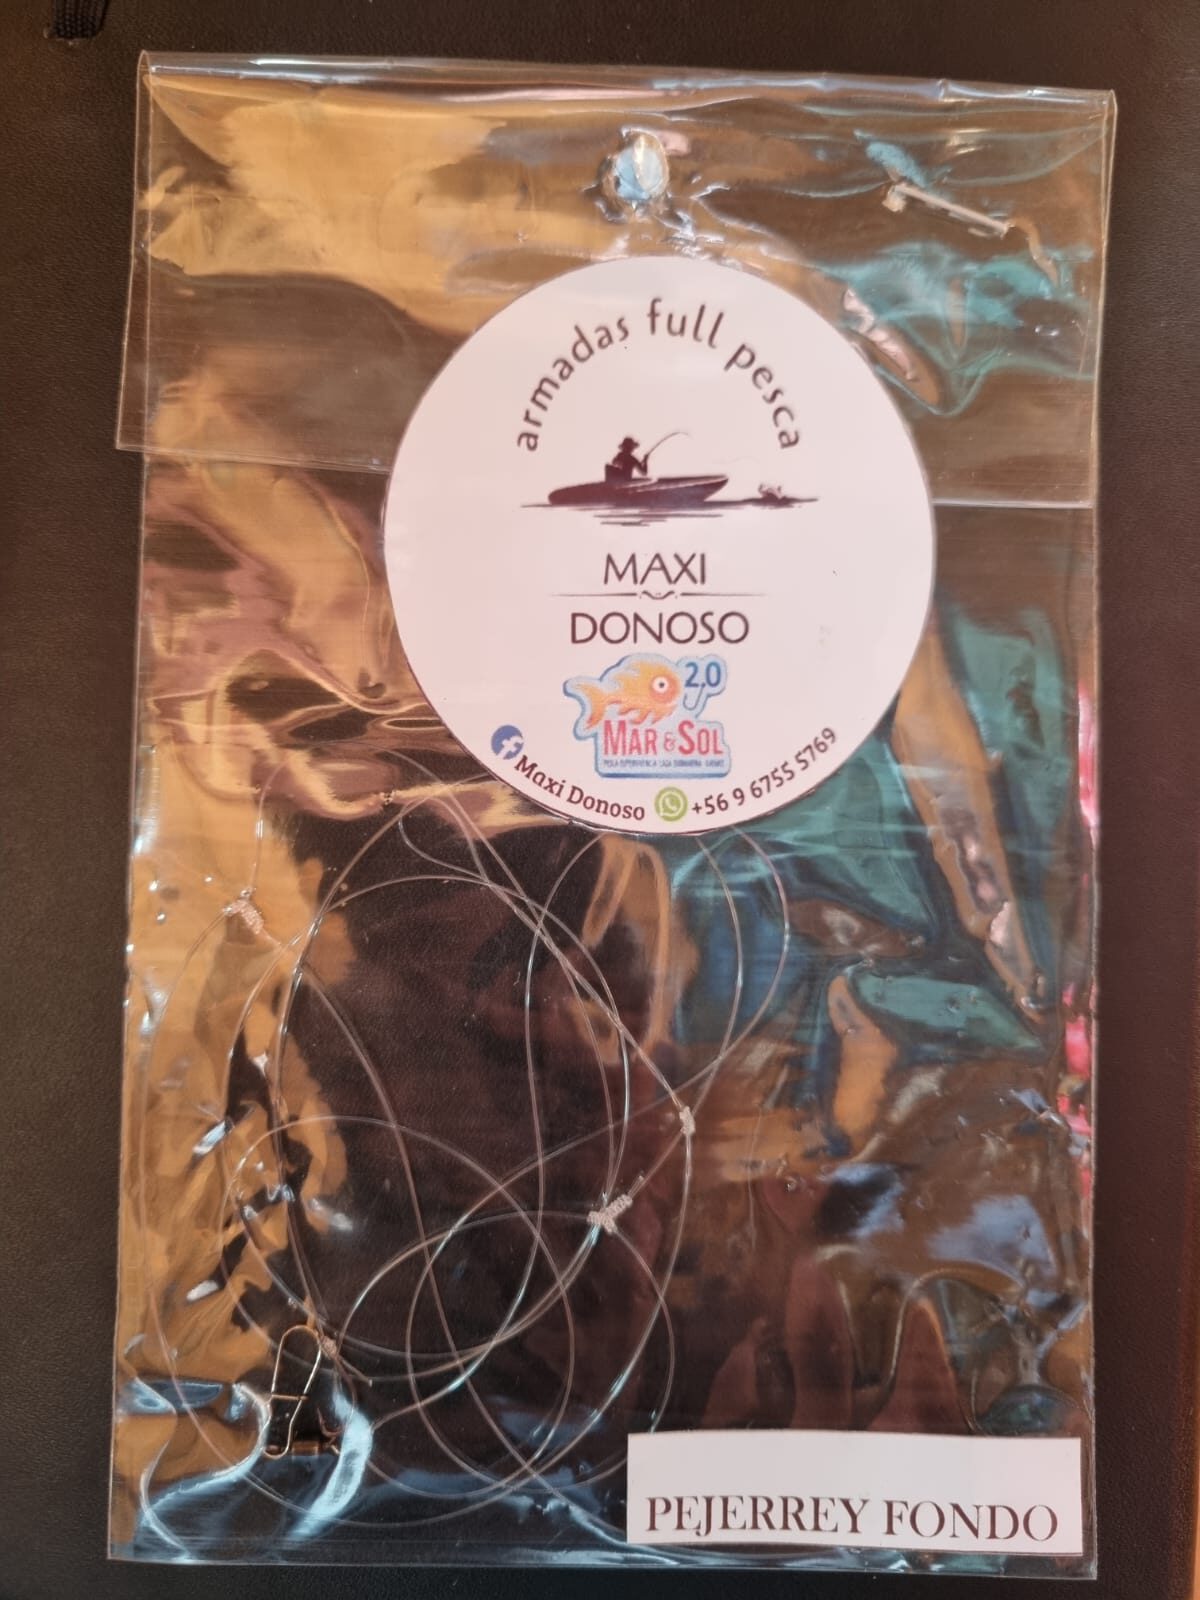 armadas full pesca
MAXI
DONOSO
2,0
MAR & SOL
Maxi Donoso +56 9 6755 5769
PEJERREY FONDO